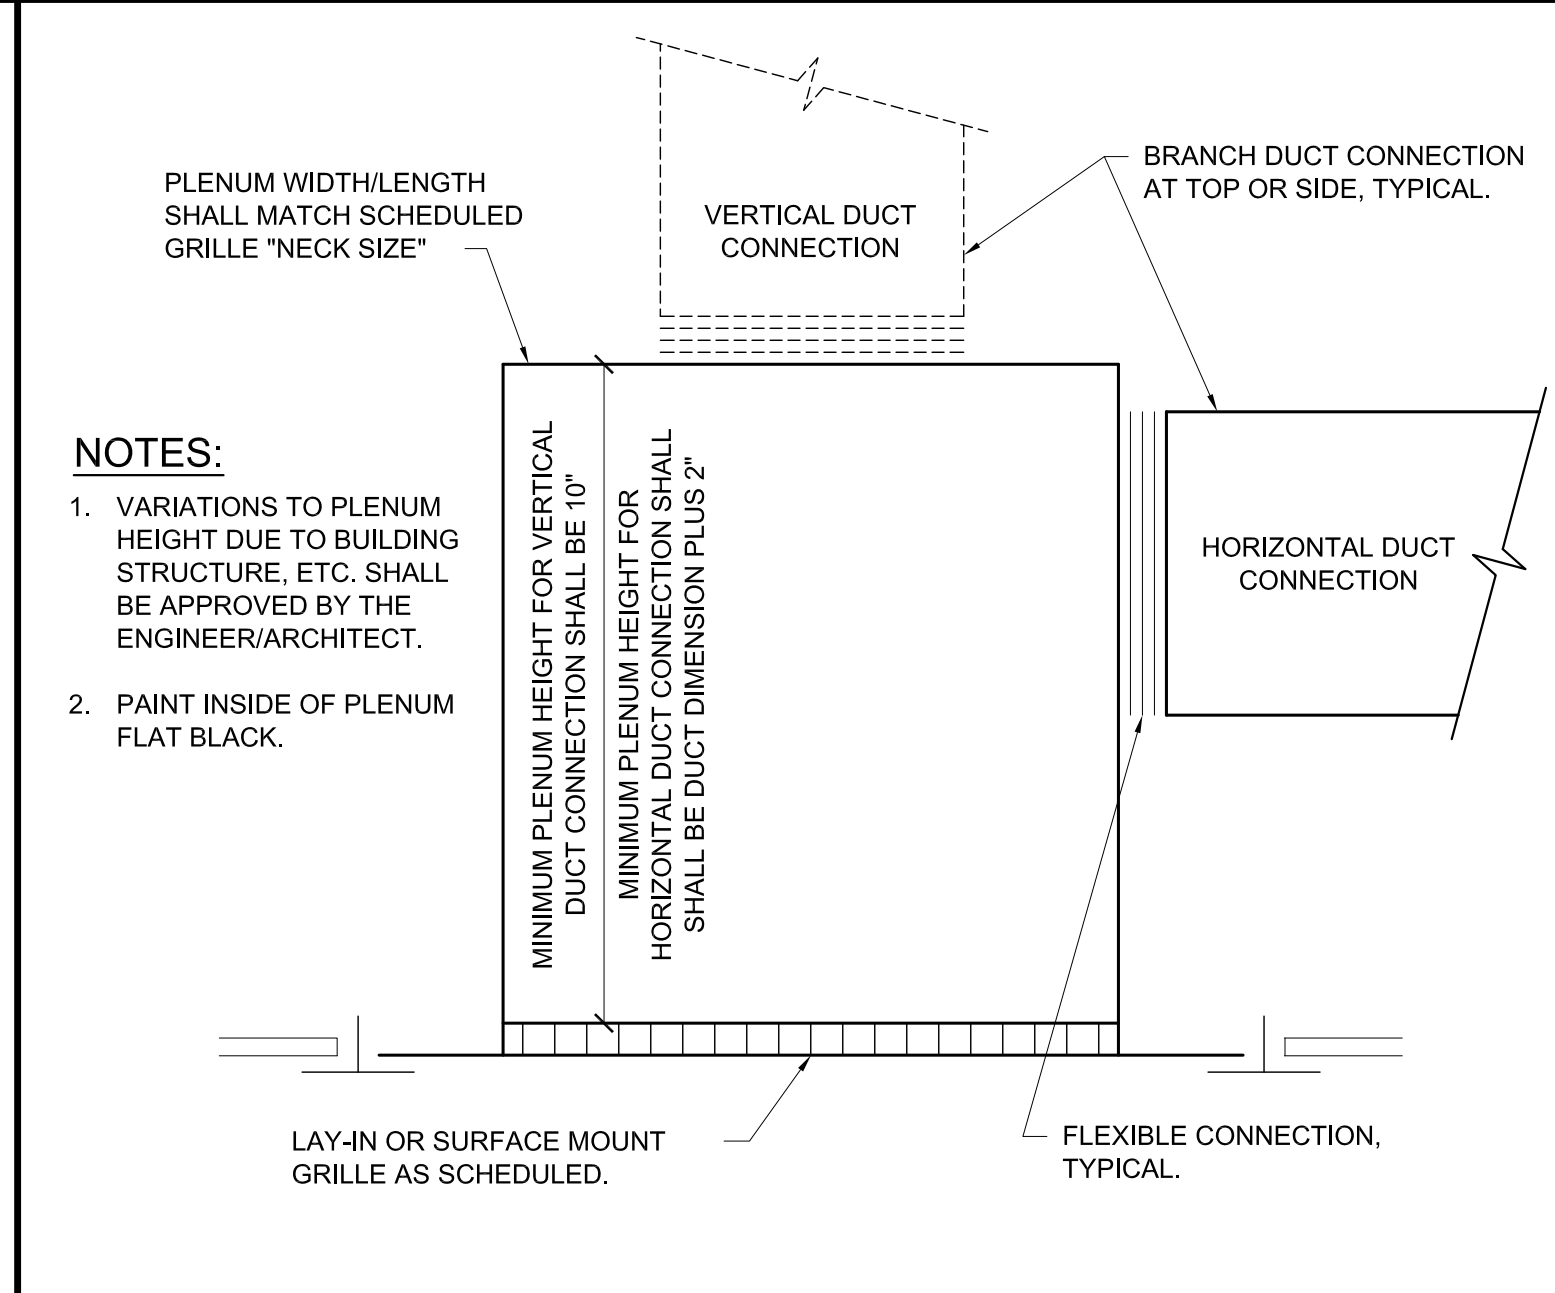 PLENUM WIDTH/LENGTH
SHALL MATCH SCHEDULED
GRILLE "NECK SIZE"
VERTICAL DUCT
CONNECTION
BRANCH DUCT CONNECTION
AT TOP OR SIDE, TYPICAL.
NOTES:
1. VARIATIONS TO PLENUM
HEIGHT DUE TO BUILDING
STRUCTURE, ETC. SHALL
BE APPROVED BY THE
ENGINEER/ARCHITECT.
2. PAINT INSIDE OF PLENUM
FLAT BLACK.
MINIMUM PLENUM HEIGHT FOR VERTICAL
DUCT CONNECTION SHALL BE 10"
MINIMUM PLENUM HEIGHT FOR
HORIZONTAL DUCT CONNECTION SHALL
SHALL BE DUCT DIMENSION PLUS 2"
HORIZONTAL DUCT
CONNECTION
LAY-IN OR SURFACE MOUNT
GRILLE AS SCHEDULED.
FLEXIBLE CONNECTION,
TYPICAL.